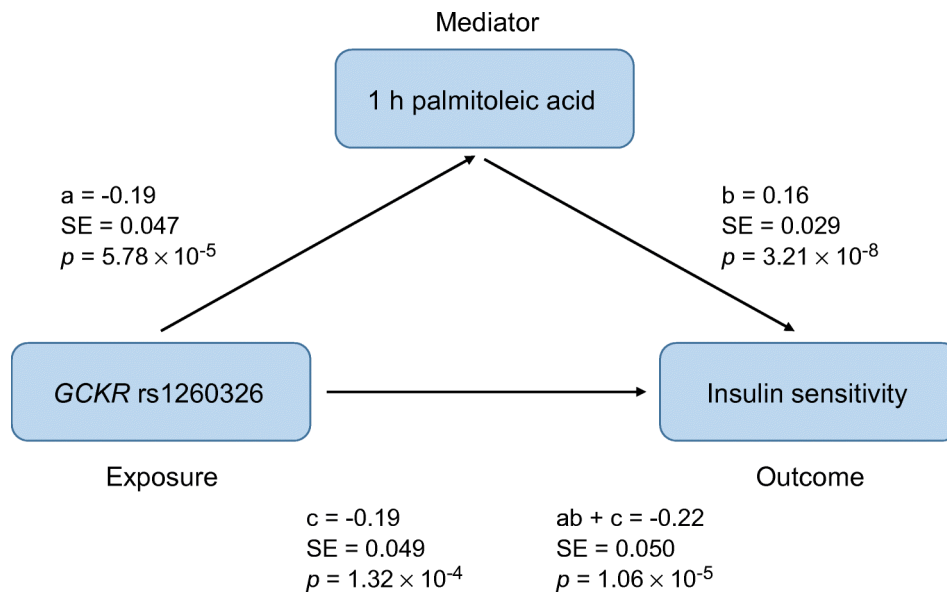 Mediator
1 h palmitoleic acid
a = -0.19
SE = 0.047
p = 5.78 × 10⁻⁵
b = 0.16
SE = 0.029
p = 3.21 × 10⁻⁸
GCKR rs1260326
Insulin sensitivity
Exposure
Outcome
c = -0.19
SE = 0.049
p = 1.32 × 10⁻⁴
ab + c = -0.22
SE = 0.050
p = 1.06 × 10⁻⁵